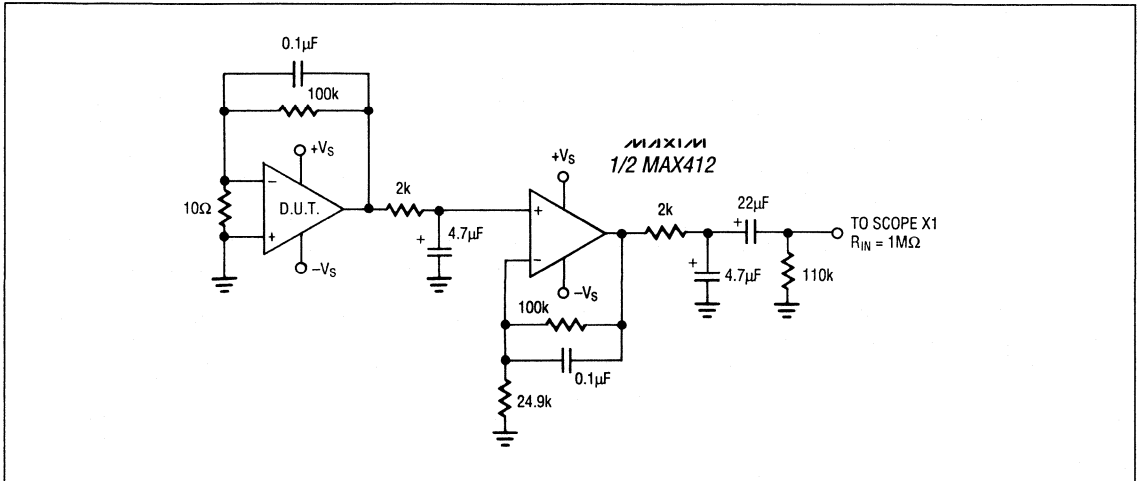 0.1µF
100k
+VS
−
10Ω
D.U.T.
+
−VS
2k
+
4.7µF
MAXIM
1/2 MAX412
+VS
+
−
−VS
100k
0.1µF
24.9k
2k
+
4.7µF
22µF
+
110k
TO SCOPE X1
RIN = 1MΩ